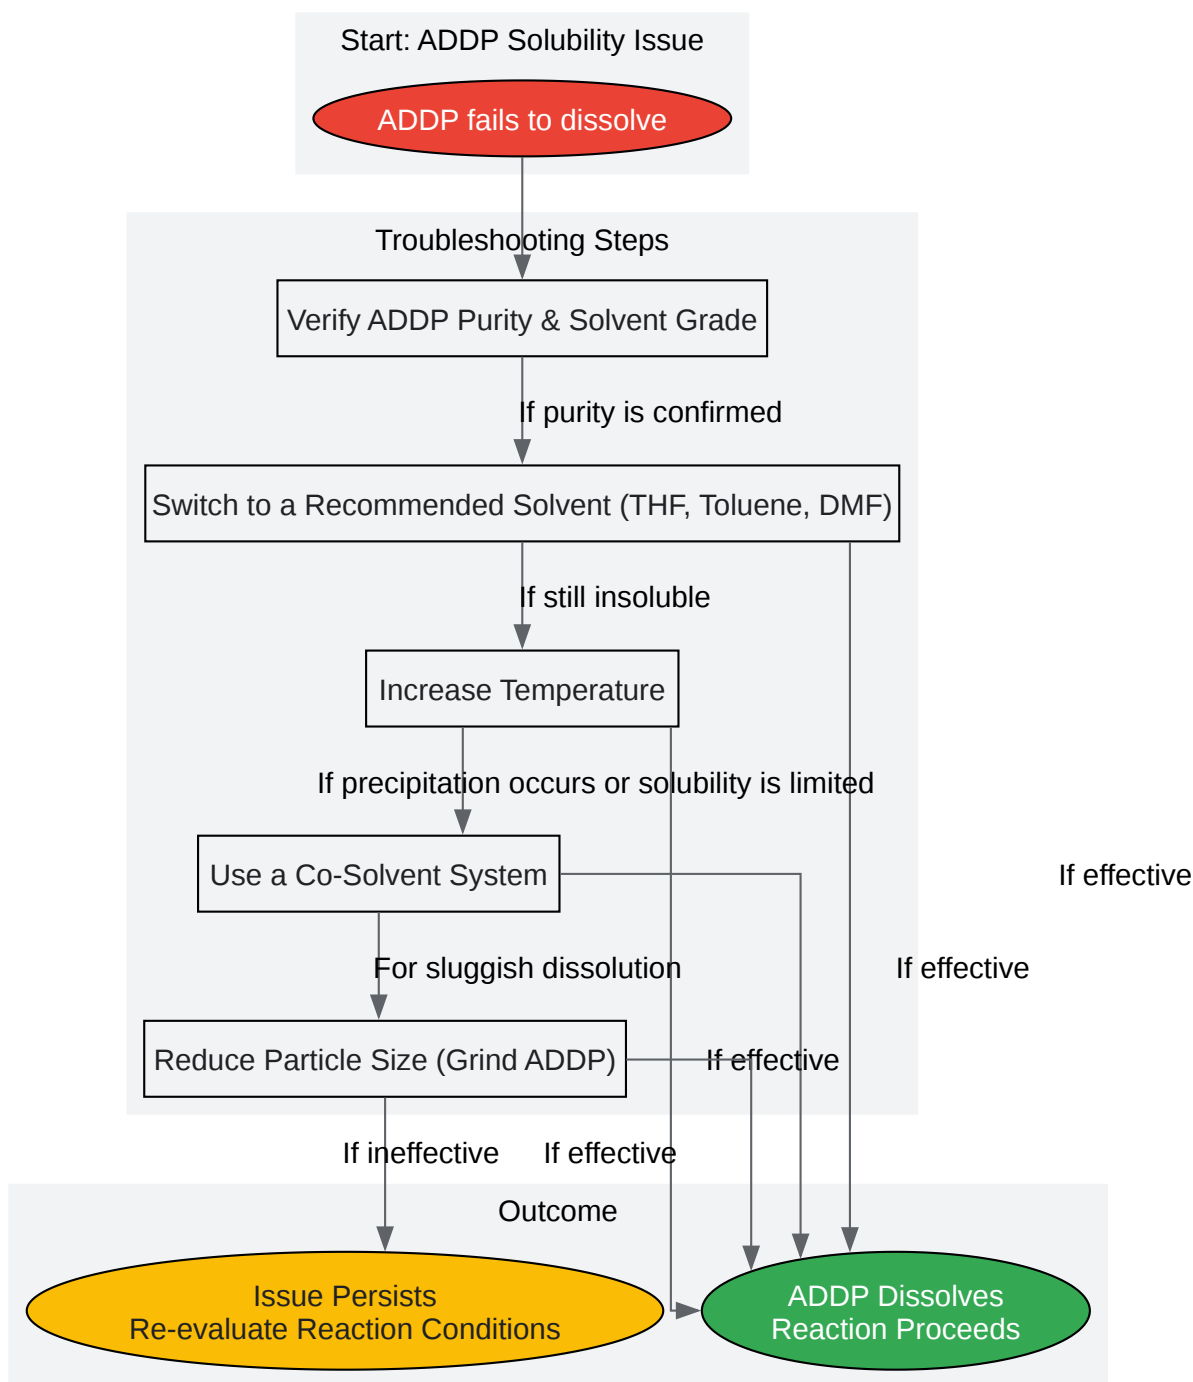 Start: ADDP Solubility Issue
ADDP fails to dissolve
Troubleshooting Steps
Verify ADDP Purity & Solvent Grade
If purity is confirmed
Switch to a Recommended Solvent (THF, Toluene, DMF)
If still insoluble
Increase Temperature
If precipitation occurs or solubility is limited
Use a Co-Solvent System
If effective
For sluggish dissolution
If effective
Reduce Particle Size (Grind ADDP)
If effective
If ineffective
If effective
Outcome
Issue Persists
Re-evaluate Reaction Conditions
ADDP Dissolves
Reaction Proceeds